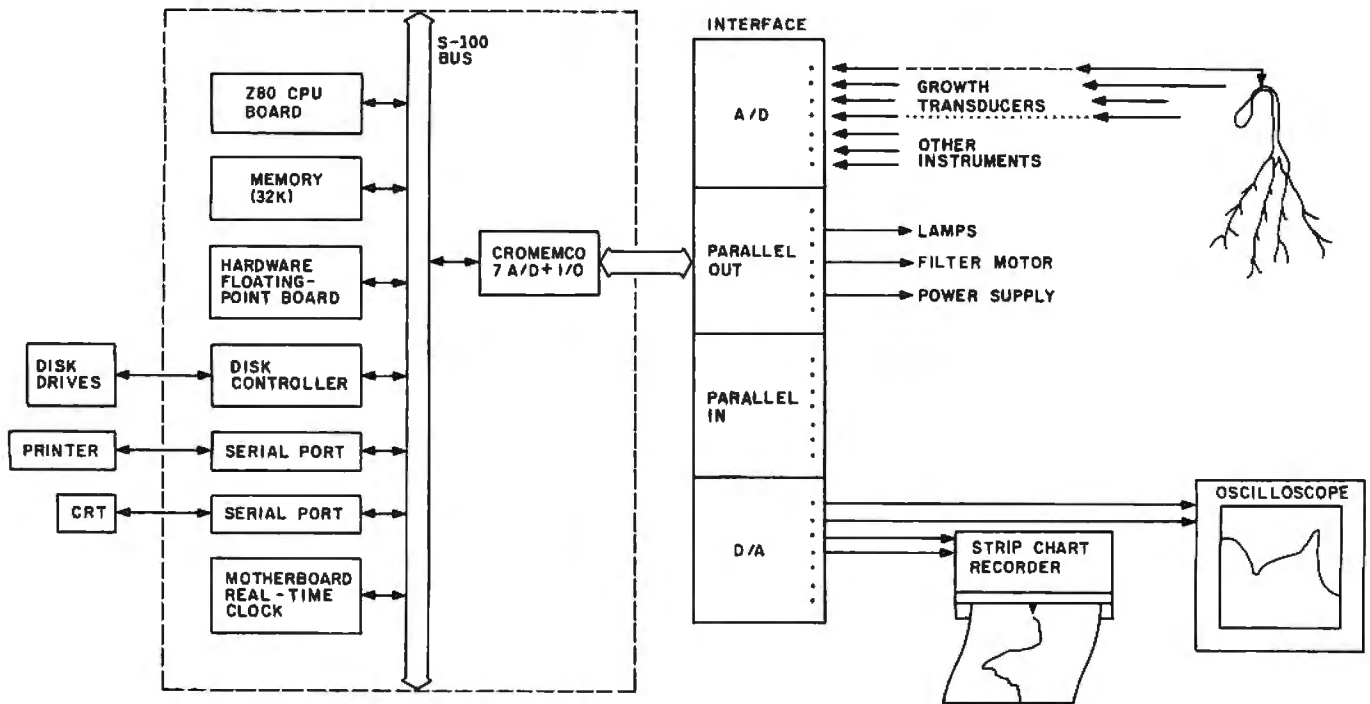 S-100
BUS
Z80 CPU
BOARD
MEMORY
(32K)
HARDWARE
FLOATING-
POINT BOARD
DISK
DRIVES
DISK
CONTROLLER
PRINTER
SERIAL PORT
CRT
SERIAL PORT
MOTHERBOARD
REAL-TIME
CLOCK
CROMEMCO
7 A/D + I/O
INTERFACE
A/D
GROWTH
TRANSDUCERS
OTHER
INSTRUMENTS
PARALLEL
OUT
LAMPS
FILTER MOTOR
POWER SUPPLY
PARALLEL
IN
D/A
STRIP CHART
RECORDER
OSCILLOSCOPE